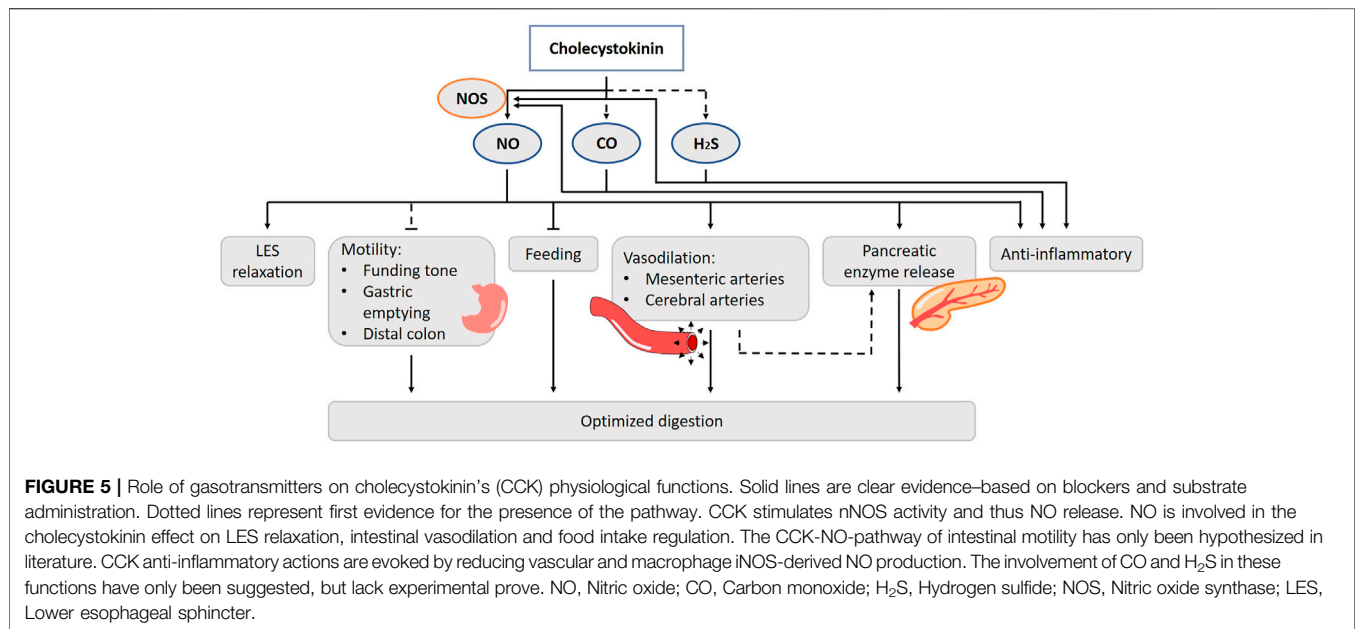 Cholecystokinin
NOS
NO
CO
H₂S
LES
relaxation
Motility:
• Funding tone
• Gastric
emptying
• Distal colon
Feeding
Vasodilation:
• Mesenteric arteries
• Cerebral arteries
Pancreatic
enzyme release
Anti-inflammatory
Optimized digestion
FIGURE 5 | Role of gasotransmitters on cholecystokinin's (CCK) physiological functions. Solid lines are clear evidence–based on blockers and substrate
administration. Dotted lines represent first evidence for the presence of the pathway. CCK stimulates nNOS activity and thus NO release. NO is involved in the
cholecystokinin effect on LES relaxation, intestinal vasodilation and food intake regulation. The CCK-NO-pathway of intestinal motility has only been hypothesized in
literature. CCK anti-inflammatory actions are evoked by reducing vascular and macrophage iNOS-derived NO production. The involvement of CO and H₂S in these
functions have only been suggested, but lack experimental prove. NO, Nitric oxide; CO, Carbon monoxide; H₂S, Hydrogen sulfide; NOS, Nitric oxide synthase; LES,
Lower esophageal sphincter.